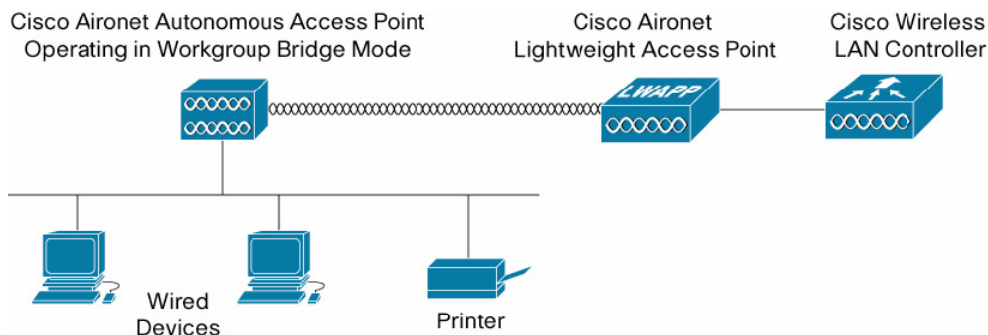 Cisco Aironet Autonomous Access Point
Operating in Workgroup Bridge Mode
Cisco Aironet
Lightweight Access Point
Cisco Wireless
LAN Controller
LWAPP
Wired
Devices
Printer